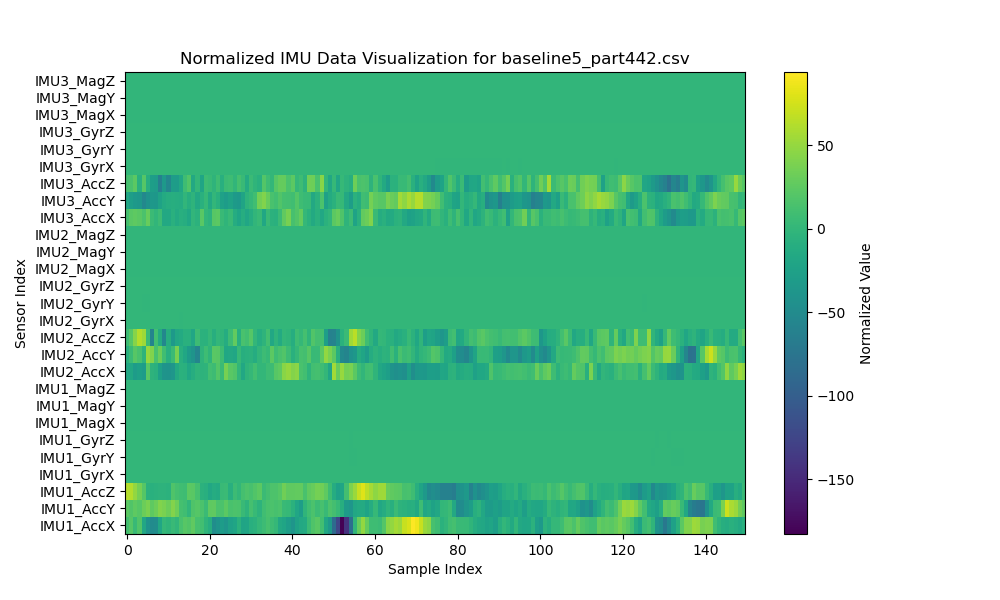 Normalized IMU Data Visualization for baseline5_part442.csv
IMU3_MagZ
IMU3_MagY
IMU3_MagX
IMU3_GyrZ
IMU3_GyrY
IMU3_GyrX
IMU3_AccZ
IMU3_AccY
IMU3_AccX
IMU2_MagZ
IMU2_MagY
IMU2_MagX
IMU2_GyrZ
IMU2_GyrY
IMU2_GyrX
IMU2_AccZ
IMU2_AccY
IMU2_AccX
IMU1_MagZ
IMU1_MagY
IMU1_MagX
IMU1_GyrZ
IMU1_GyrY
IMU1_GyrX
IMU1_AccZ
IMU1_AccY
IMU1_AccX
Sensor Index
0 20 40 60 80 100 120 140
Sample Index
50
0
−50
−100
−150
Normalized Value